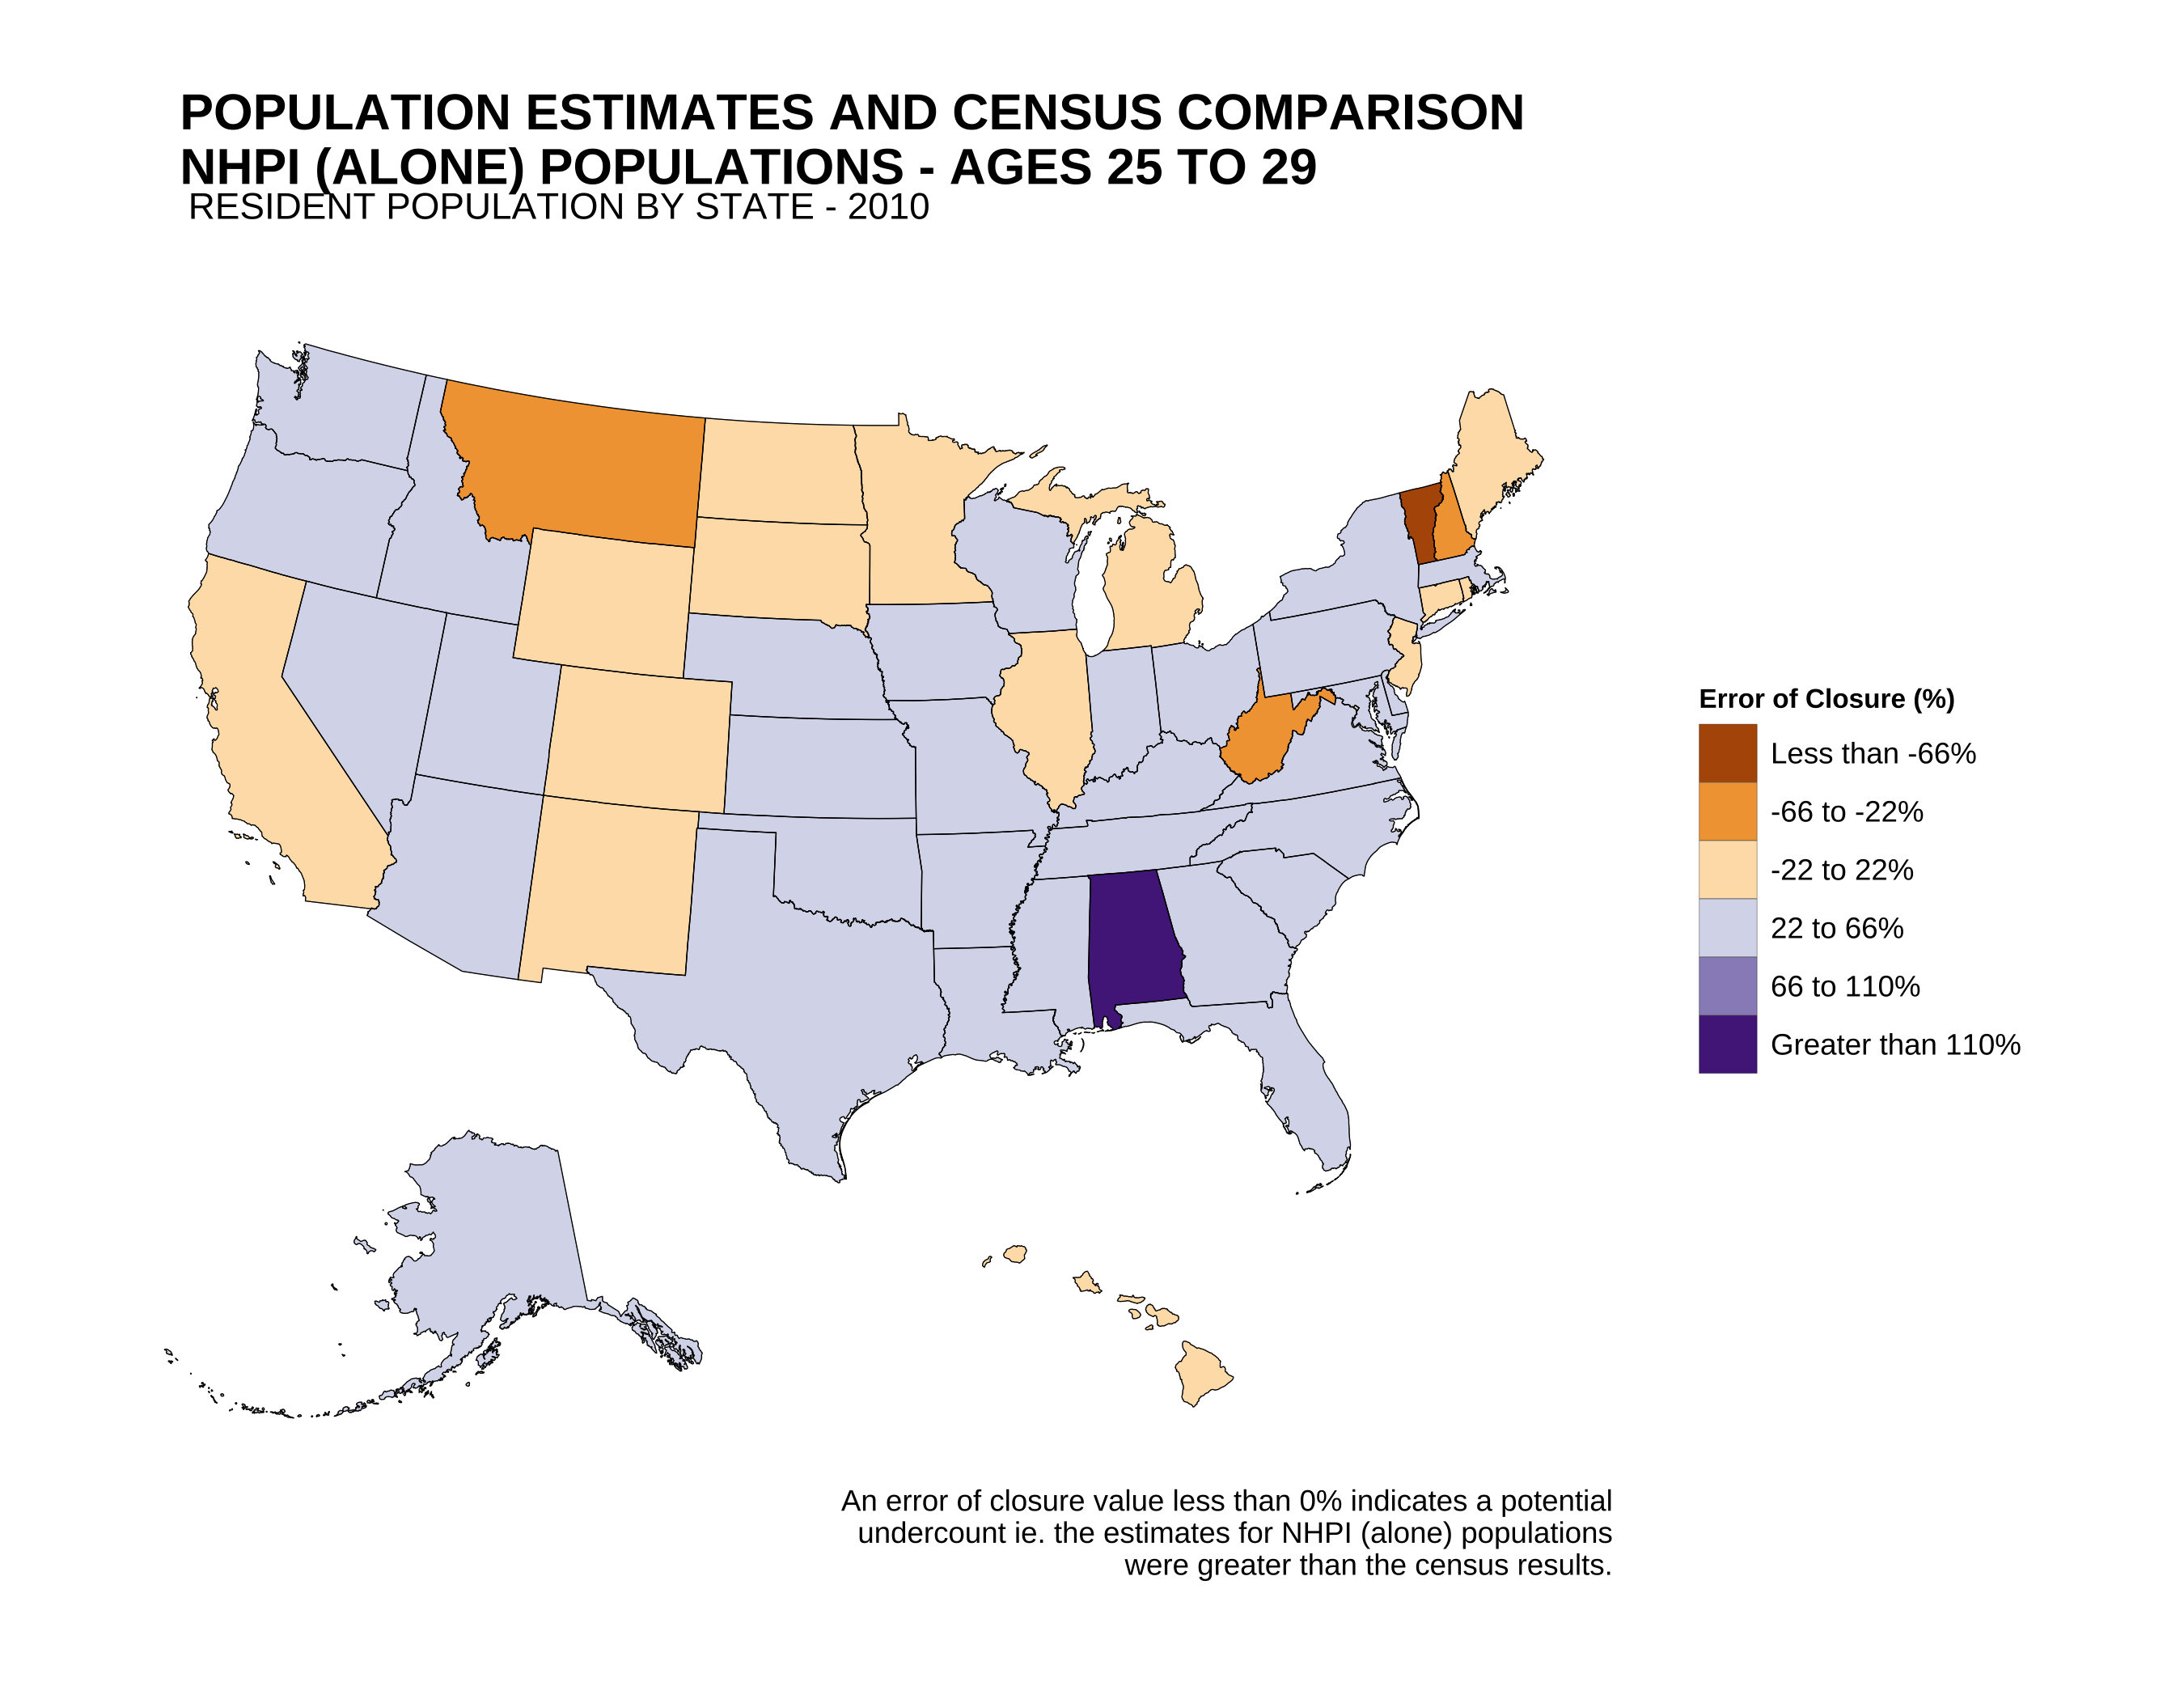 POPULATION ESTIMATES AND CENSUS COMPARISON
NHPI (ALONE) POPULATIONS - AGES 25 TO 29
RESIDENT POPULATION BY STATE - 2010
Error of Closure (%)
Less than -66%
-66 to -22%
-22 to 22%
22 to 66%
66 to 110%
Greater than 110%
An error of closure value less than 0% indicates a potential
undercount ie. the estimates for NHPI (alone) populations
were greater than the census results.